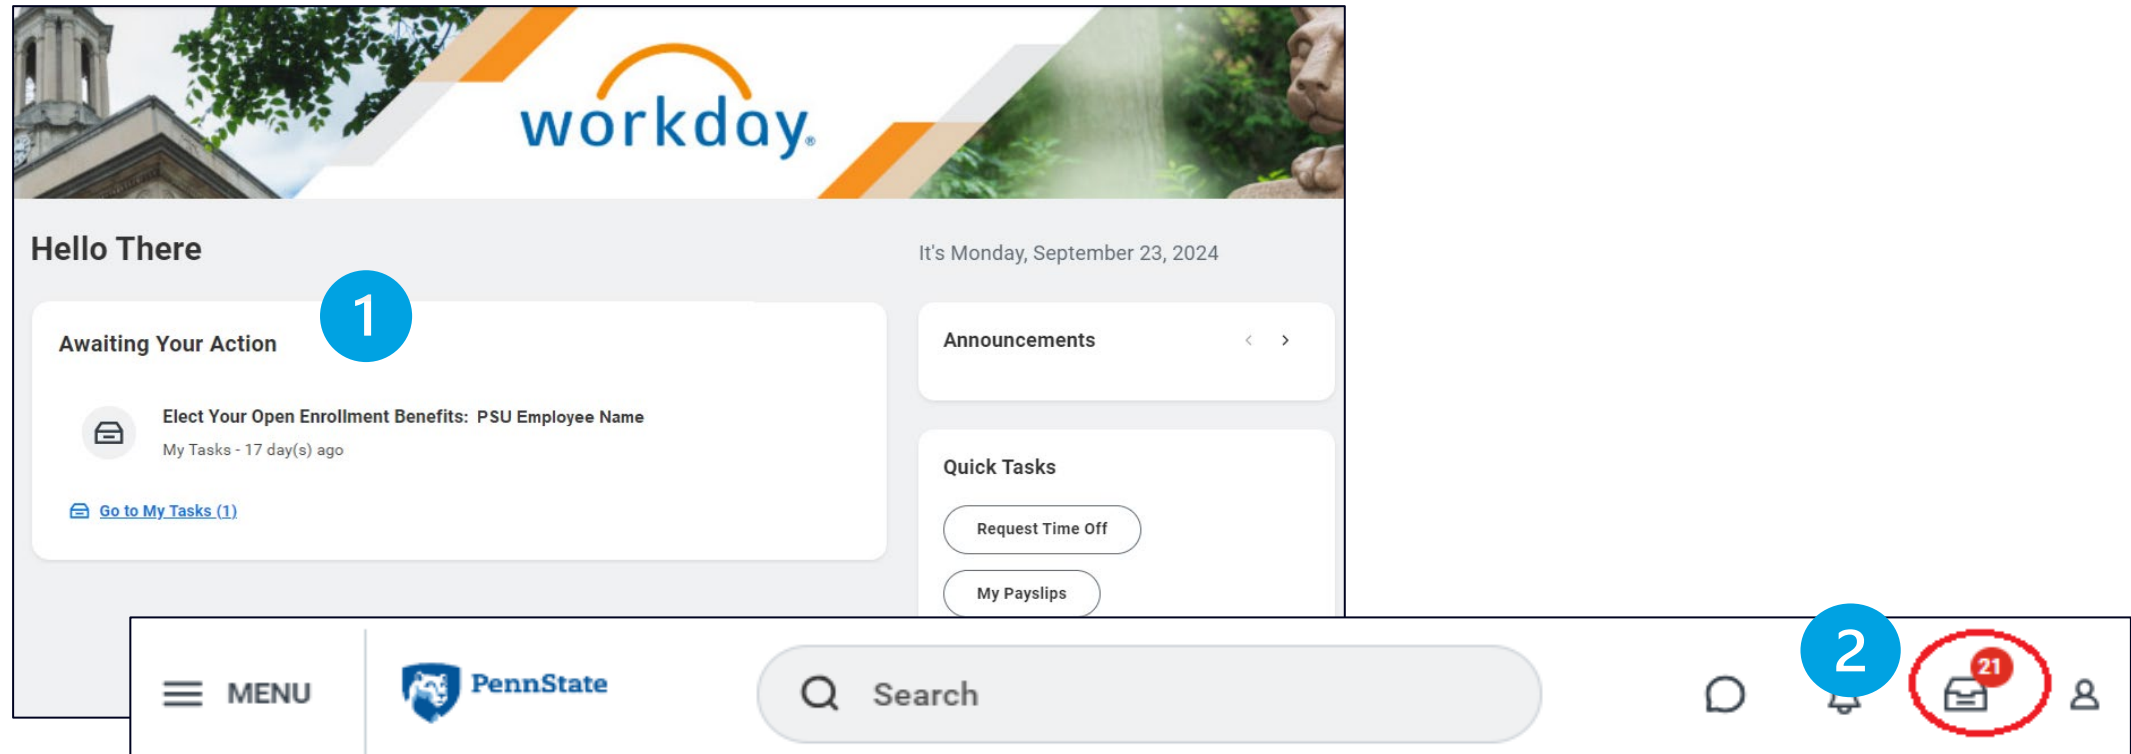 workday®
Hello There
It's Monday, September 23, 2024
1
Awaiting Your Action
Elect Your Open Enrollment Benefits: PSU Employee Name
My Tasks - 17 day(s) ago
Go to My Tasks (1)
Announcements
Quick Tasks
Request Time Off
My Payslips
MENU
PennState
Search
2
21